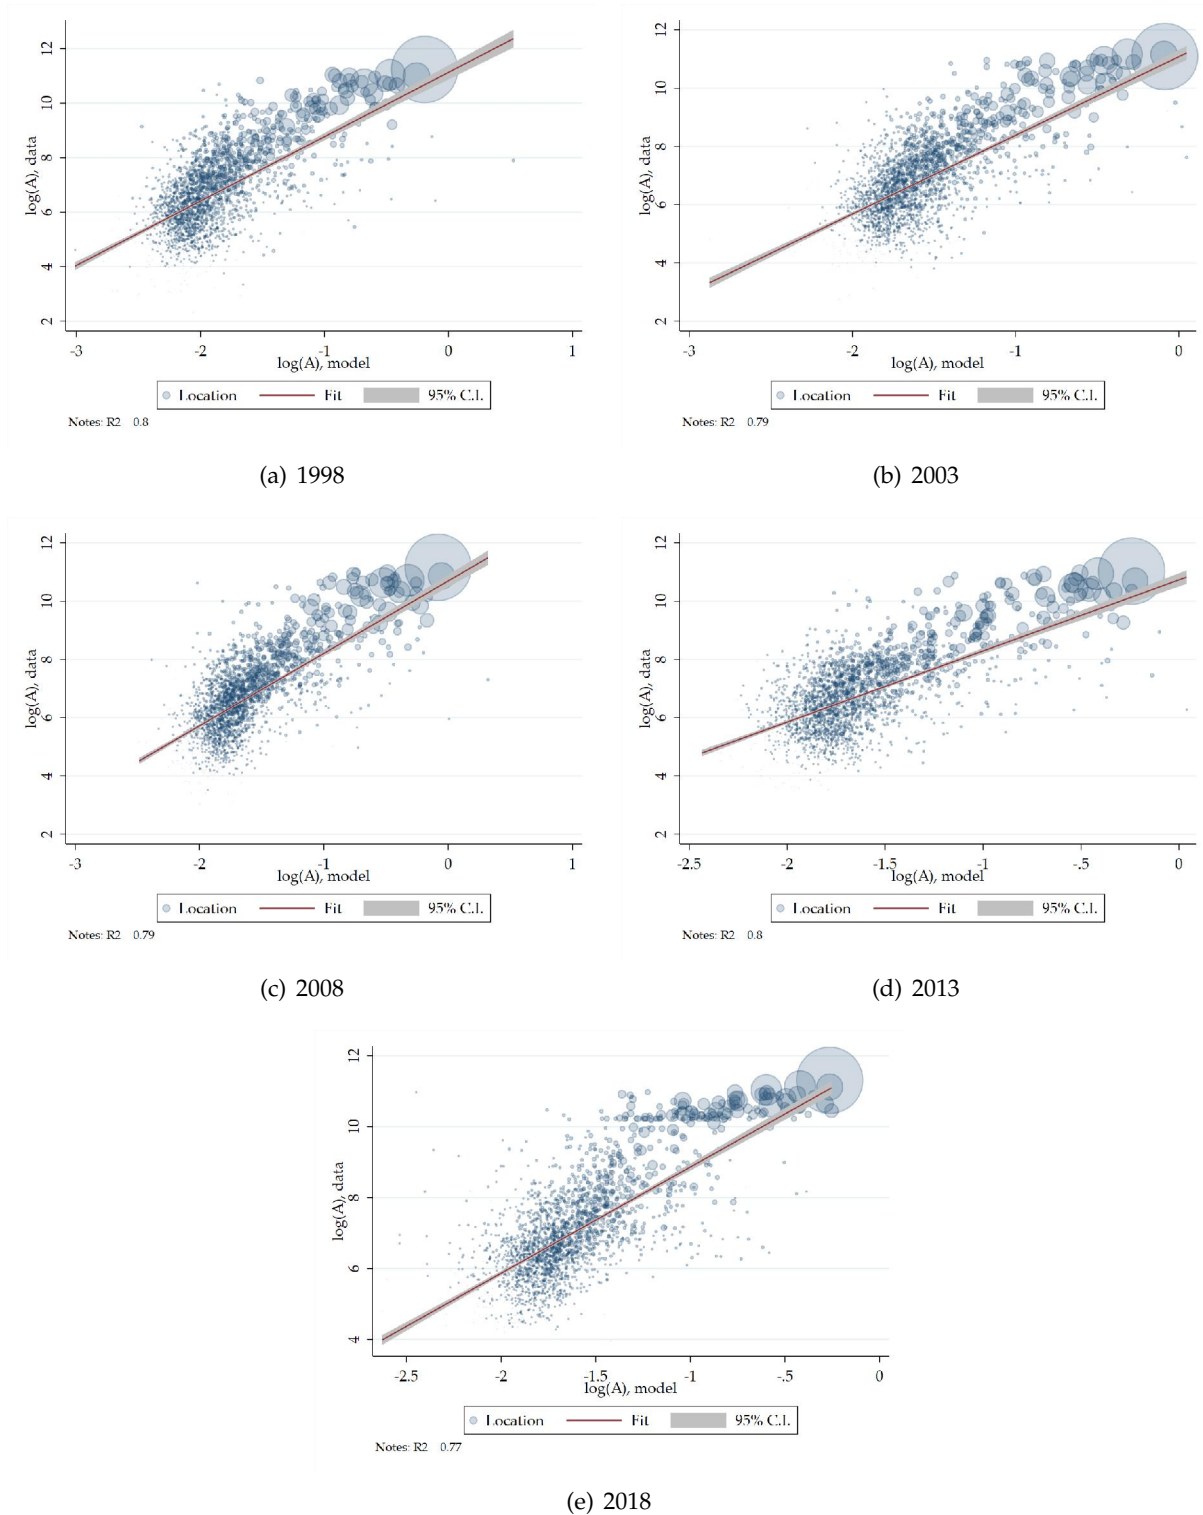 12
10
8
6
4
2
log(A), data
-3 -2 -1 0 1
log(A), model
Location Fit 95% C.I.
Notes: R2 0.8
(a) 1998
12
10
8
6
4
2
log(A), data
-3 -2 -1 0
log(A), model
Location Fit 95% C.I.
Notes: R2 0.79
(b) 2003
12
10
8
6
4
2
log(A), data
-3 -2 -1 0 1
log(A), model
Location Fit 95% C.I.
Notes: R2 0.79
(c) 2008
12
10
8
6
4
2
log(A), data
-2.5 -2 -1.5 -1 -.5 0
log(A), model
Location Fit 95% C.I.
Notes: R2 0.8
(d) 2013
12
10
8
6
4
log(A), data
-2.5 -2 -1.5 -1 -.5 0
log(A), model
Location Fit 95% C.I.
Notes: R2 0.77
(e) 2018